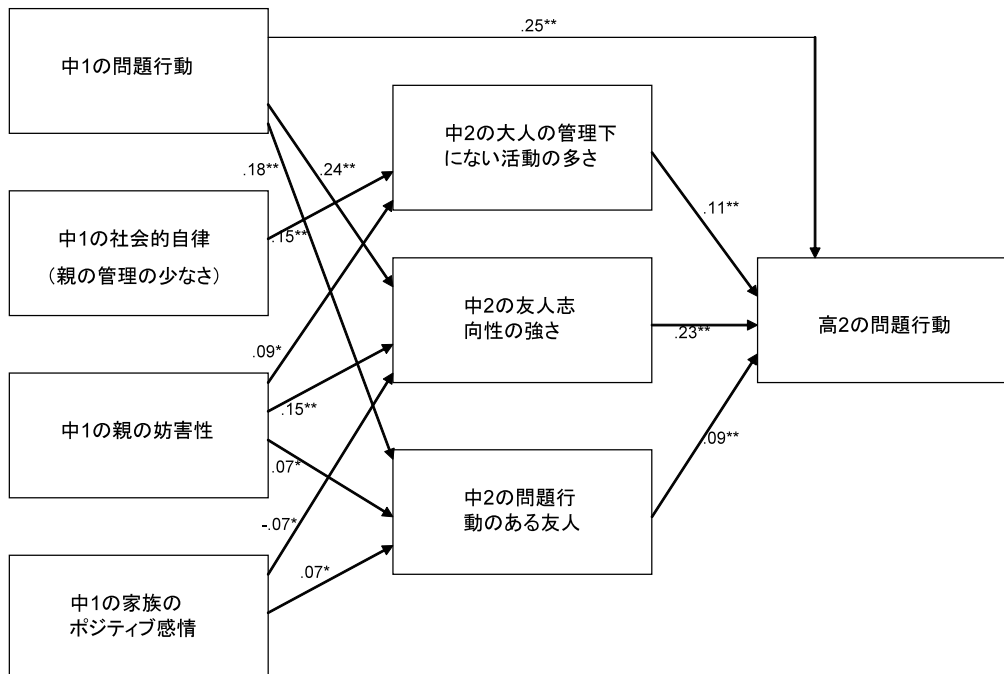 .25**
中1の問題行動
中2の大人の管理下
にない活動の多さ
.18**
.24**
.11**
.15**
中1の社会的自律
（親の管理の少なさ）
中2の友人志
向性の強さ
.23**
高2の問題行動
.09*
.15**
中1の親の妨害性
.07*
.09**
中2の問題行
動のある友人
-.07*
.07*
中1の家族の
ポジティブ感情